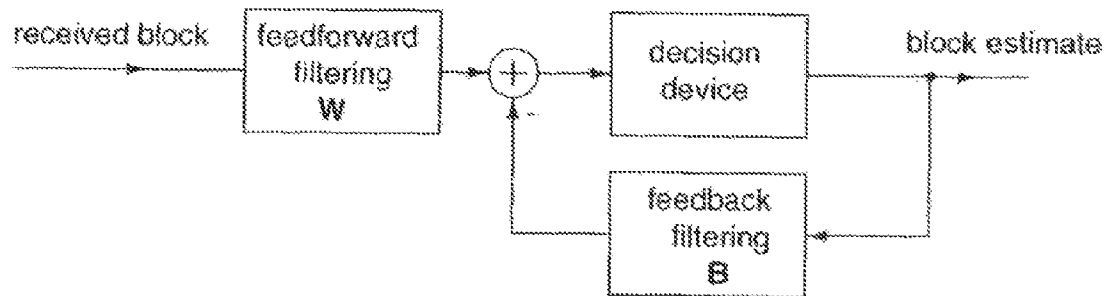 received block
feedforward
filtering
W
+
-
decision
device
block estimate
feedback
filtering
B